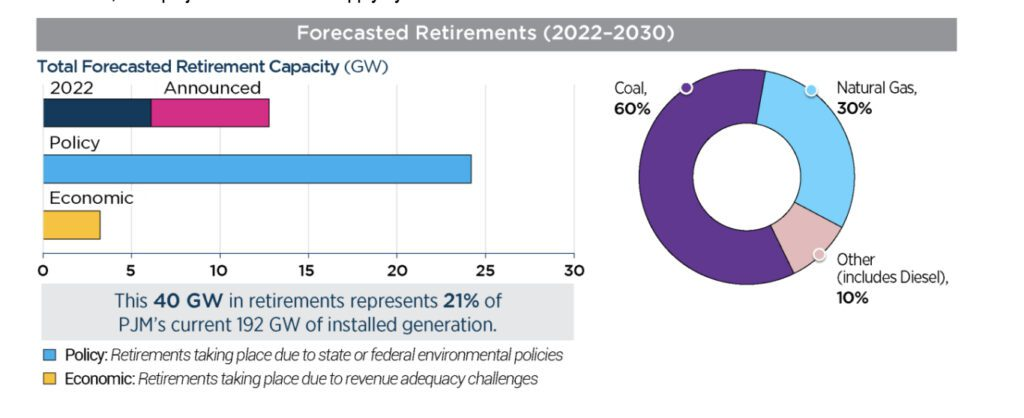 Forecasted Retirements (2022–2030)
Total Forecasted Retirement Capacity (GW)
2022 Announced
Policy
Economic
0 5 10 15 20 25 30
This 40 GW in retirements represents 21% of
PJM's current 192 GW of installed generation.
Policy: Retirements taking place due to state or federal environmental policies
Economic: Retirements taking place due to revenue adequacy challenges
Coal,
60%
Natural Gas,
30%
Other
(includes Diesel),
10%